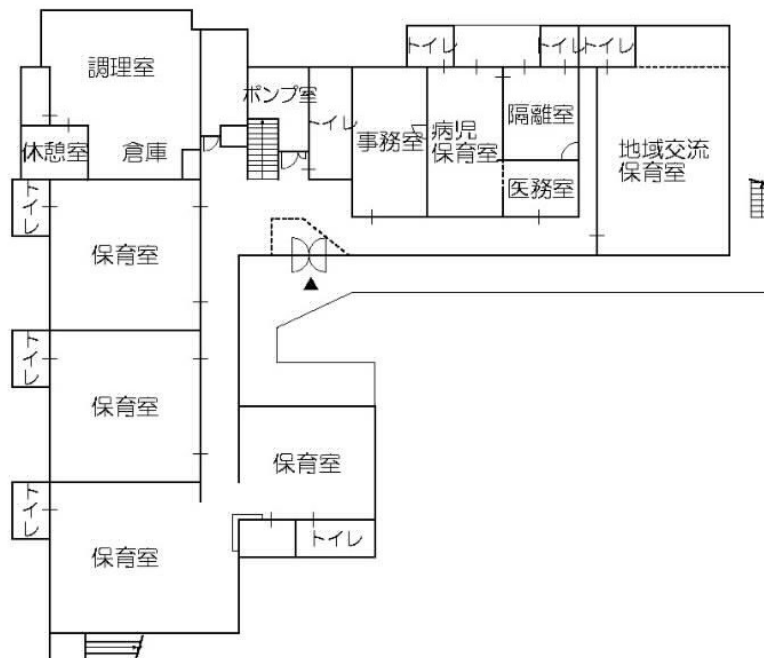 トイレ
トイレ
トイレ
調理室
ポンプ室
トイレ
事務室
病児
保育室
隔離室
医務室
地域交流
保育室
休憩室
倉庫
トイレ
保育室
トイレ
保育室
トイレ
保育室
保育室
トイレ